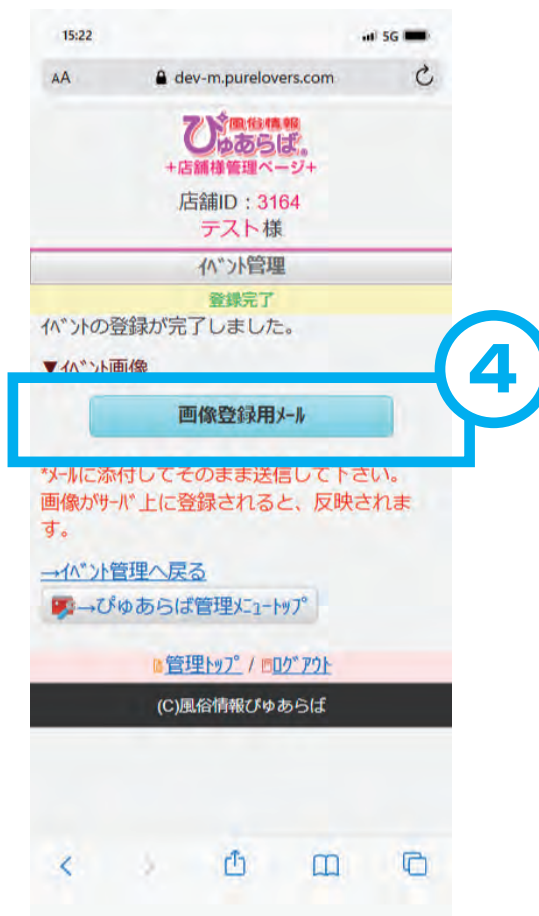 15:22
5G
AA dev-m.purelovers.com
風俗情報
ぴゅあらば®
+店舗様管理ページ+
店舗ID：3164
テスト様
ｲﾍﾞﾝﾄ管理
登録完了
ｲﾍﾞﾝﾄの登録が完了しました。
▼ｲﾍﾞﾝﾄ画像
4
画像登録用ﾒｰﾙ
*ﾒｰﾙに添付してそのまま送信して下さい。
画像がｻｰﾊﾞ上に登録されると、反映されま
す。
→ｲﾍﾞﾝﾄ管理へ戻る
→ぴゅあらば管理ﾒﾆｭｰﾄｯﾌﾟ
管理ﾄｯﾌﾟ / ﾛｸﾞｱｳﾄ
(C)風俗情報ぴゅあらば